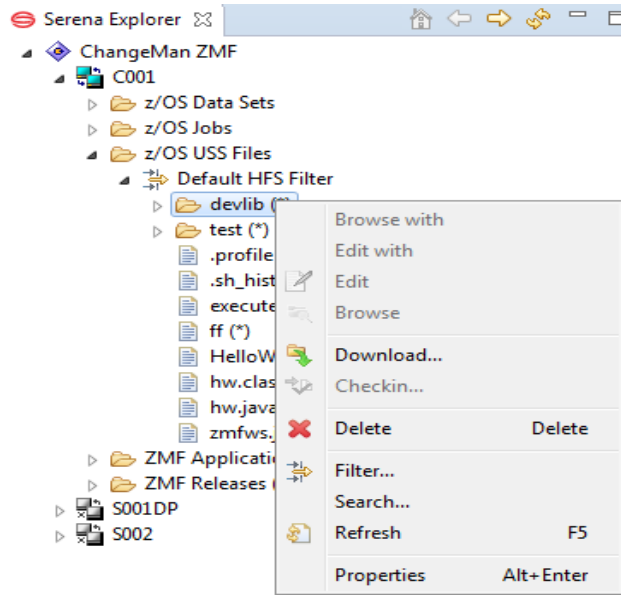 Serena Explorer
ChangeMan ZMF
C001
z/OS Data Sets
z/OS Jobs
z/OS USS Files
Default HFS Filter
devlib (*)
test (*)
.profile
.sh_hist
execute
ff (*)
HelloW
hw.clas
hw.java
zmfws.
ZMF Applicati
ZMF Releases (
S001DP
S002
Browse with
Edit with
Edit
Browse
Download...
Checkin...
Delete Delete
Filter...
Search...
Refresh F5
Properties Alt+Enter